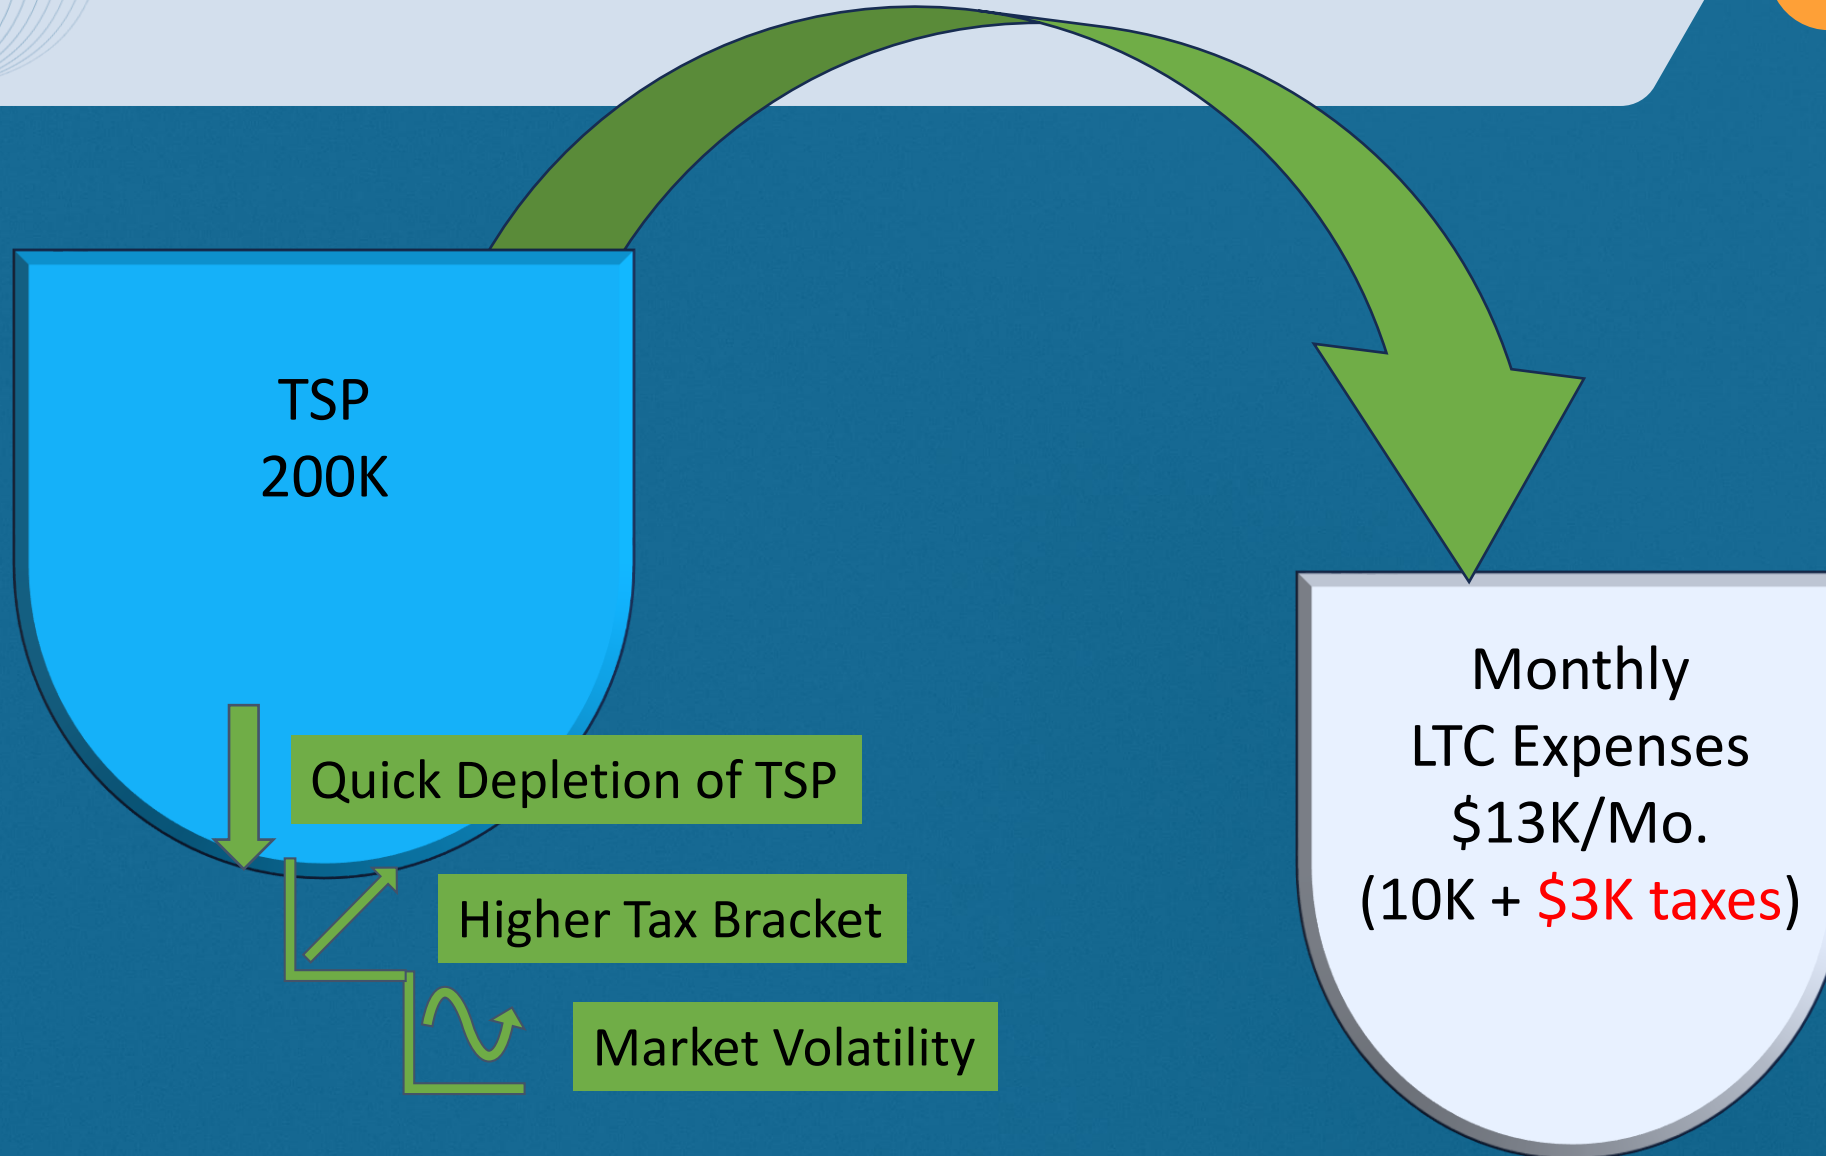 TSP
200K
Quick Depletion of TSP
Higher Tax Bracket
Market Volatility
Monthly
LTC Expenses
$13K/Mo.
(10K + $3K taxes)